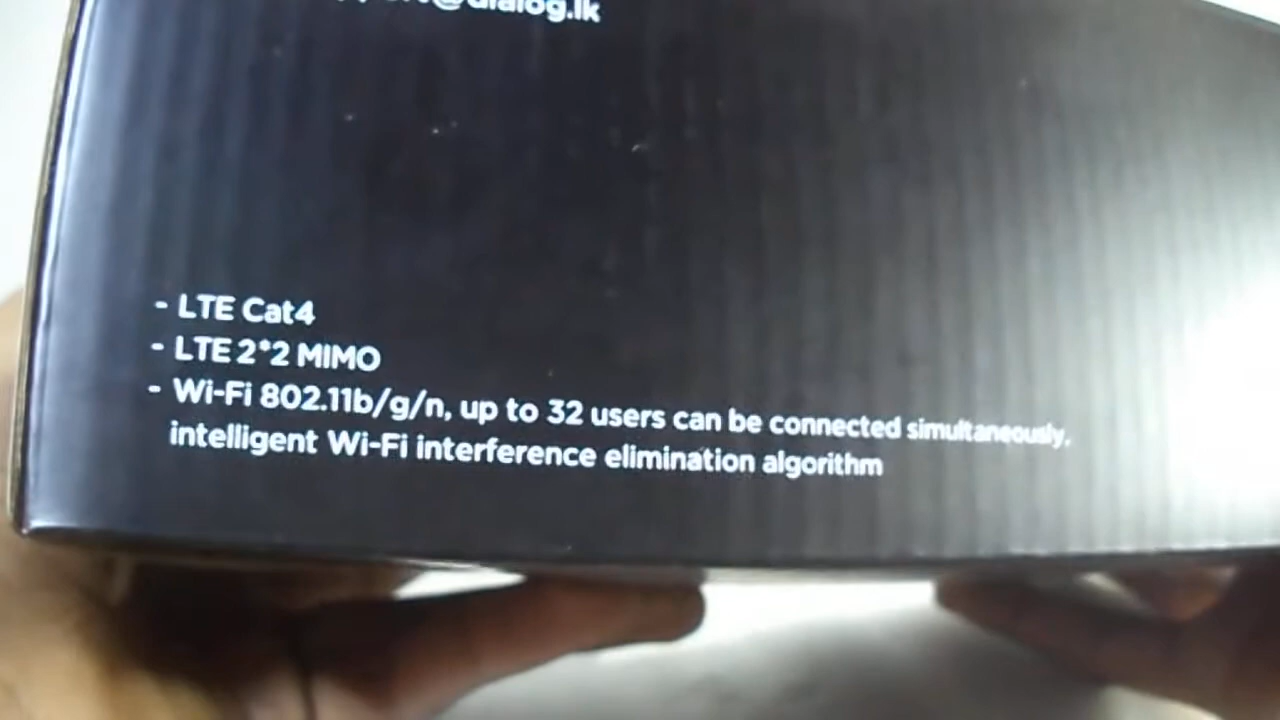 @dialog.lk
- LTE Cat4
- LTE 2*2 MIMO
- Wi-Fi 802.11b/g/n, up to 32 users can be connected simultaneously,
intelligent Wi-Fi interference elimination algorithm